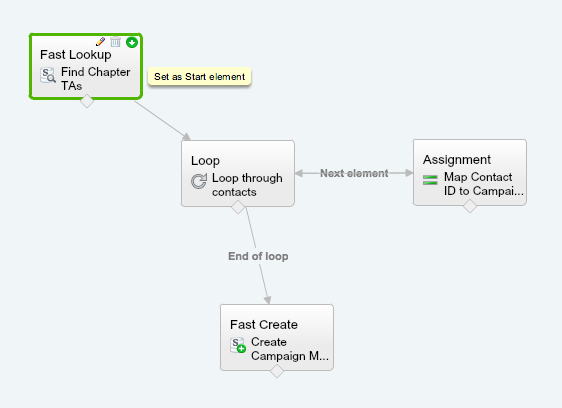 Fast Lookup
Find Chapter
TAs
Set as Start element
Loop
Loop through
contacts
Next element
Assignment
Map Contact
ID to Campai...
End of loop
Fast Create
Create
Campaign M...